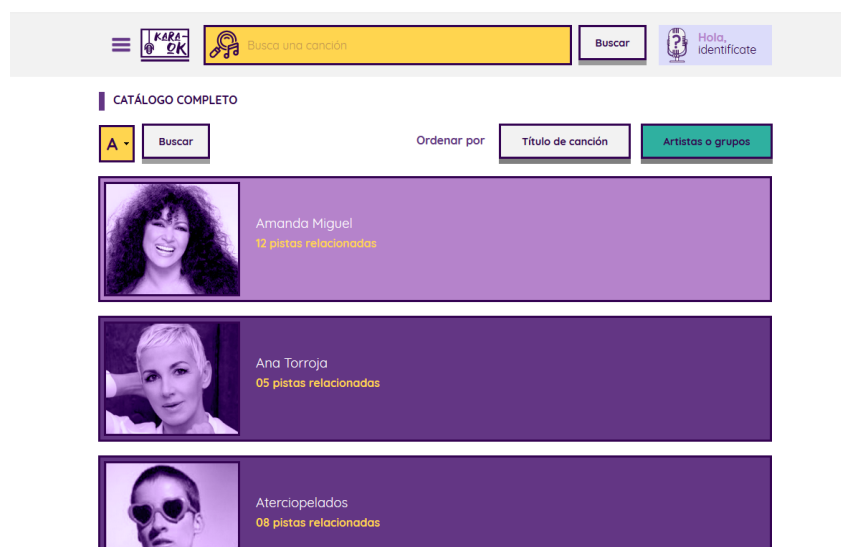 KARA-
OK
Busca una canción
Buscar
Hola,
identifícate
CATÁLOGO COMPLETO
A
Buscar
Ordenar por
Título de canción
Artistas o grupos
Amanda Miguel
12 pistas relacionadas
Ana Torroja
05 pistas relacionadas
Aterciopelados
08 pistas relacionadas